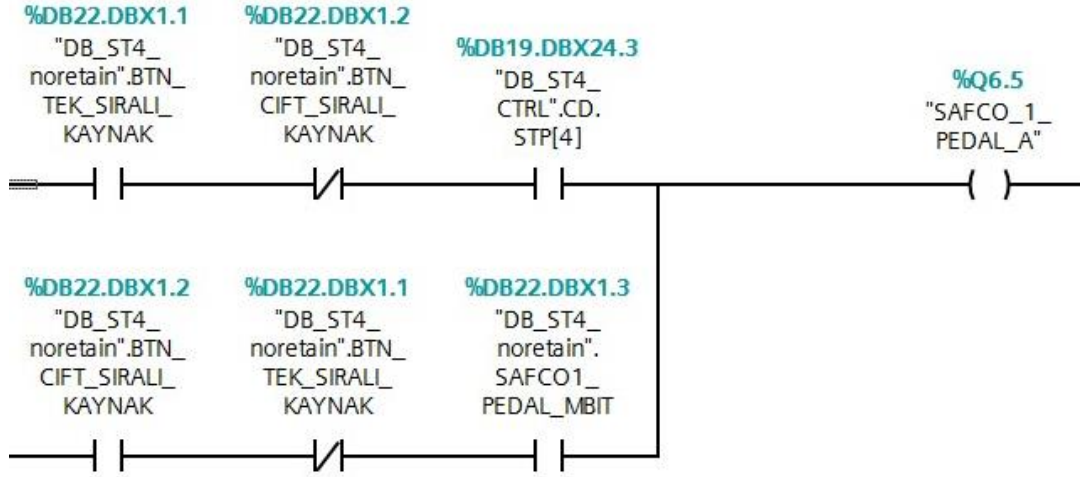 %DB22.DBX1.1
"DB_ST4_
noretain".BTN_
TEK_SIRALI_
KAYNAK
%DB22.DBX1.2
"DB_ST4_
noretain".BTN_
CIFT_SIRALI_
KAYNAK
%DB19.DBX24.3
"DB_ST4_
CTRL".CD.
STP[4]
%Q6.5
"SAFCO_1_
PEDAL_A"
%DB22.DBX1.2
"DB_ST4_
noretain".BTN_
CIFT_SIRALI_
KAYNAK
%DB22.DBX1.1
"DB_ST4_
noretain".BTN_
TEK_SIRALI_
KAYNAK
%DB22.DBX1.3
"DB_ST4_
noretain".
SAFCO1_
PEDAL_MBIT